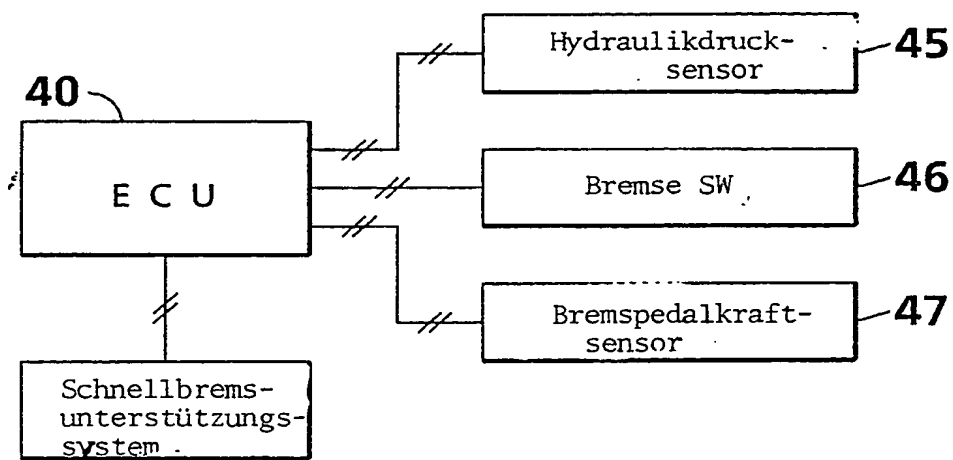 Hydraulikdruck-
sensor
45
40
E C U
Bremse SW
46
Bremspedalkraft-
sensor
47
Schnellbrems-
unterstützungs-
system